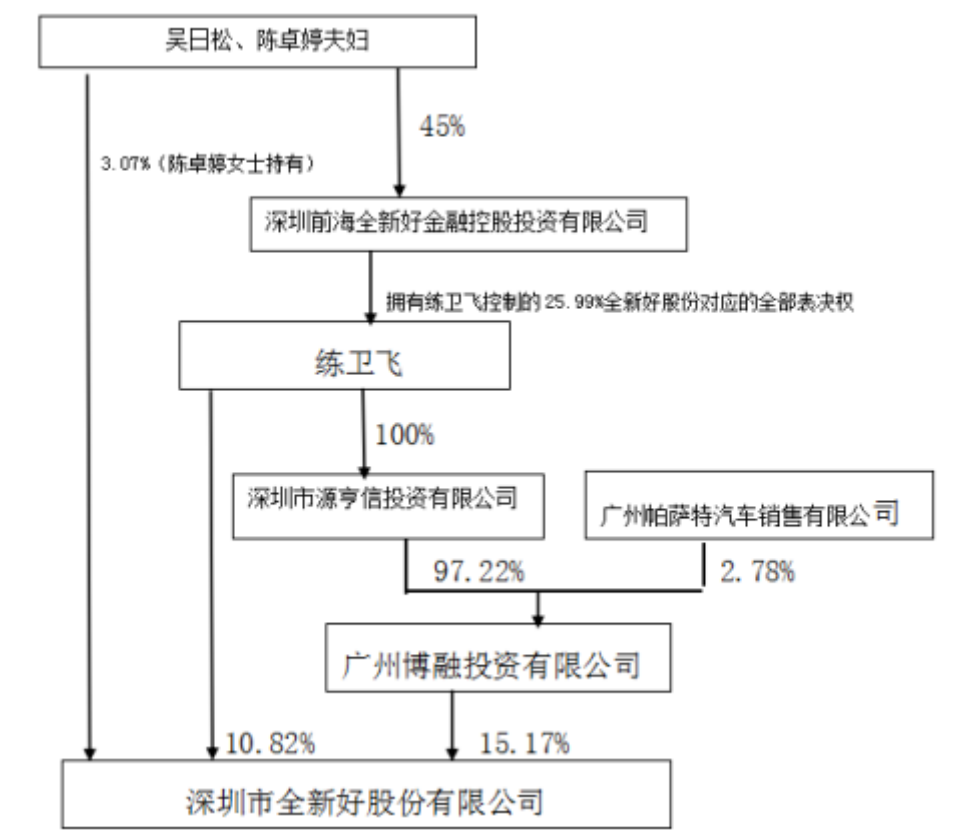 吴日松、陈卓婷夫妇
45%
3.07%（陈卓婷女士持有）
深圳前海全新好金融控股投资有限公司
拥有练卫飞控制的 25.99%全新好股份对应的全部表决权
练卫飞
100%
深圳市源亨信投资有限公司
广州帕萨特汽车销售有限公司
97.22%
2.78%
广州博融投资有限公司
10.82%
15.17%
深圳市全新好股份有限公司